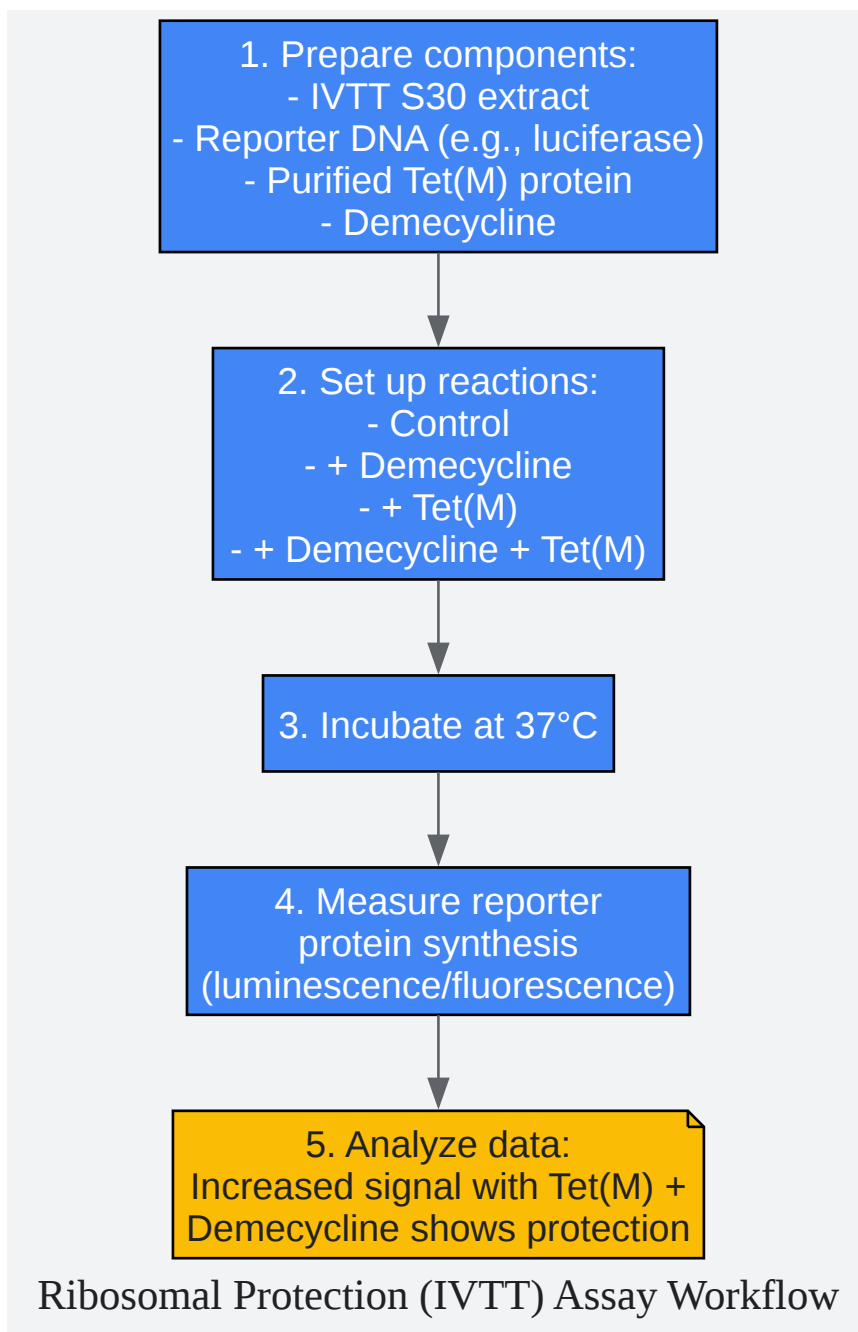 1. Prepare components:
- IVTT S30 extract
- Reporter DNA (e.g., luciferase)
- Purified Tet(M) protein
- Demecycline
2. Set up reactions:
- Control
- + Demecycline
- + Tet(M)
- + Demecycline + Tet(M)
3. Incubate at 37°C
4. Measure reporter
protein synthesis
(luminescence/fluorescence)
5. Analyze data:
Increased signal with Tet(M) +
Demecycline shows protection
Ribosomal Protection (IVTT) Assay Workflow